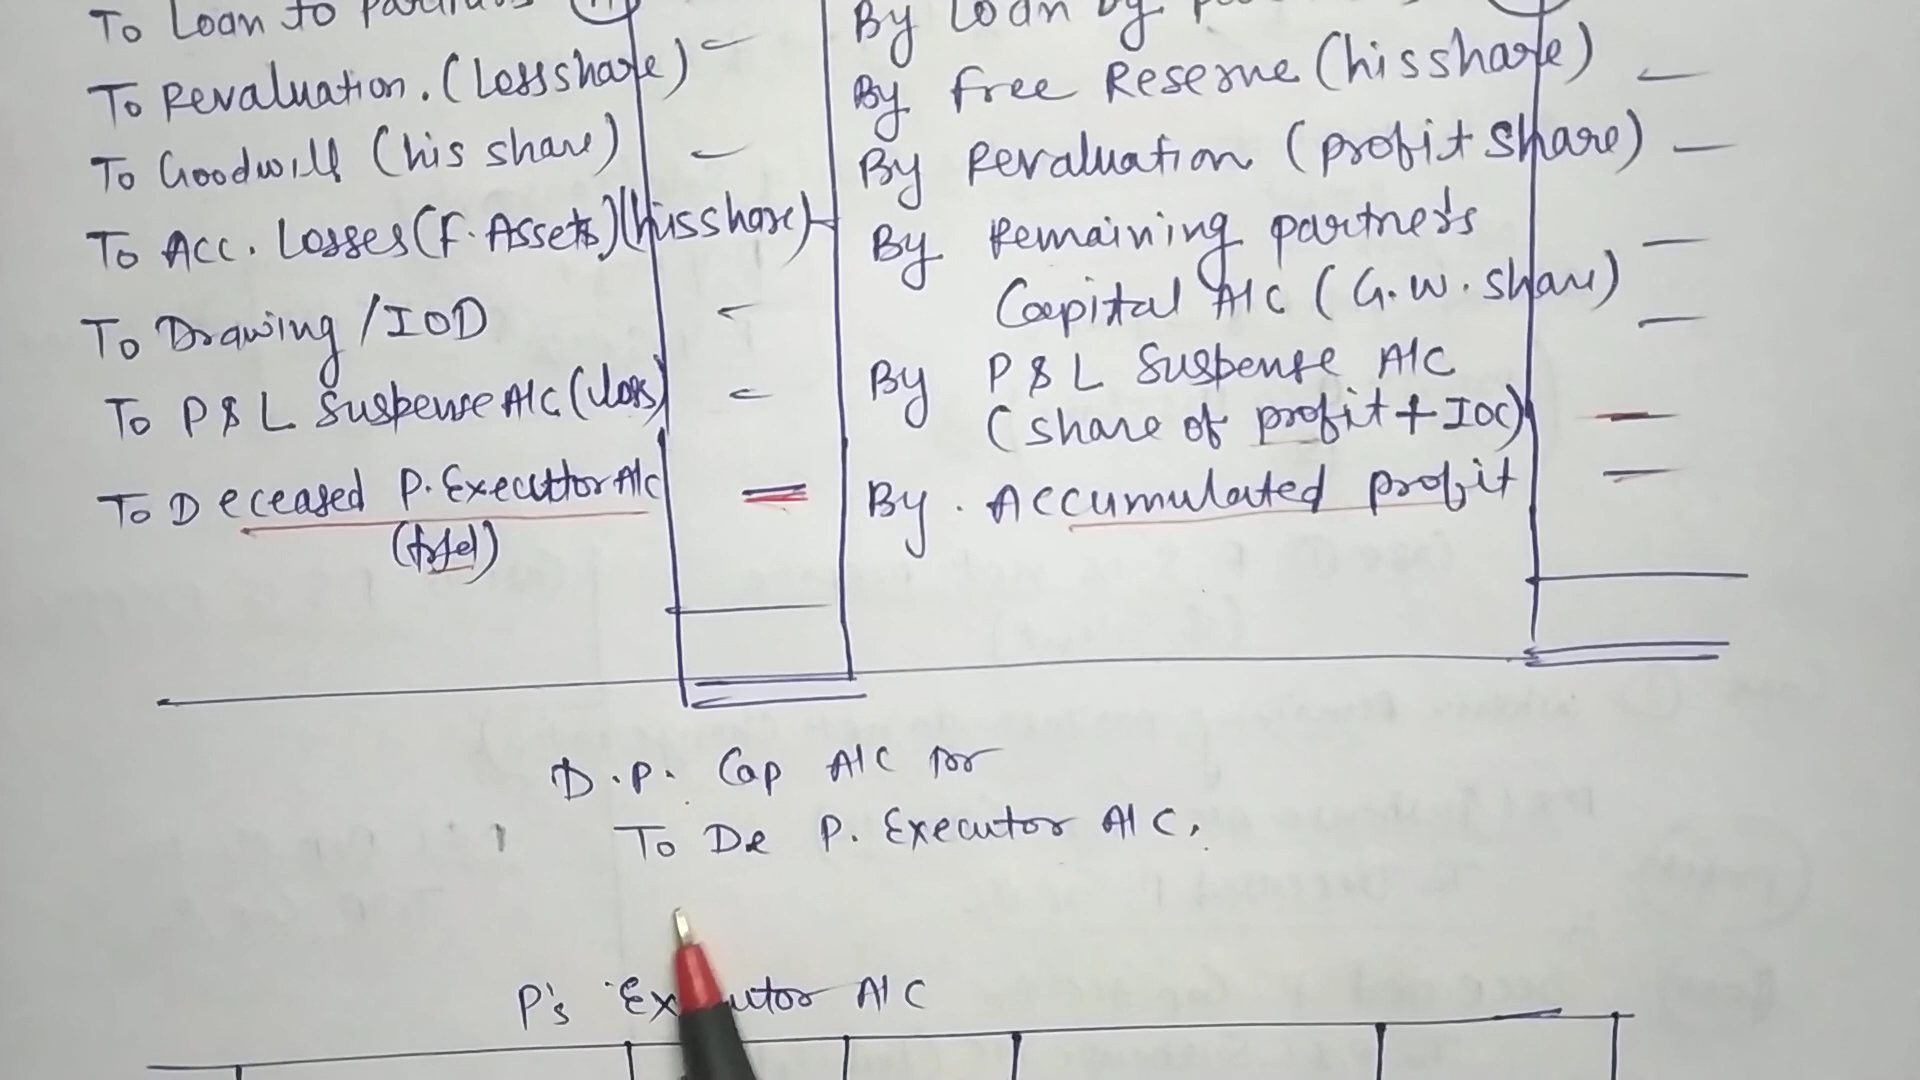 To Loan to
To Revaluation. (Loss share)
To Goodwill (his share)
To Acc. Losses (F. Assets) (his share)
To Drawing / IOD
To P & L Suspense A/C (loss)
To Deceased P. Executtor A/c
By Loan by
By free Reserve (his share)
By Revaluation (profit share)
By Remaining partner's
Capital A/C (G.W. share)
By P & L Suspense A/C
(share of profit + IOC)
By. Accumulated profit
D.P. Cap A/C Dr
To De P. Executor A/C.
P's Executor A/C